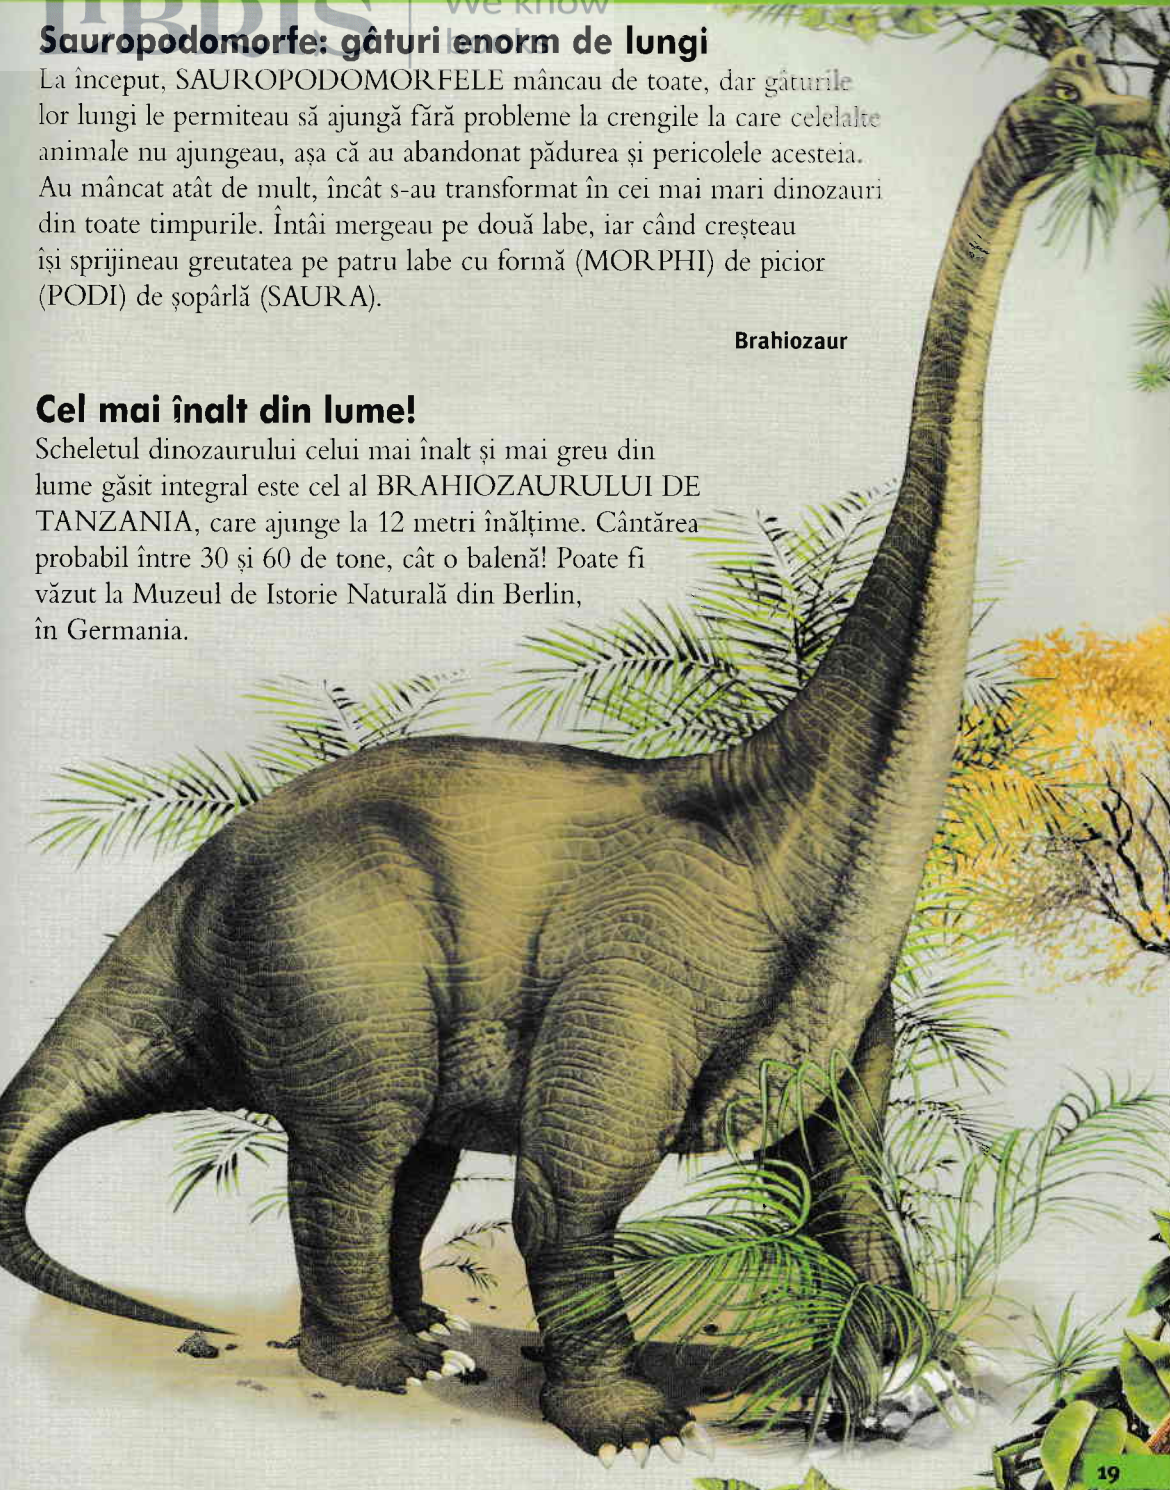 We know
books
Sauropodomorfe: gâturi enorm de lungi
La început, SAUROPODOMORFELE mâncau de toate, dar gâturile
lor lungi le permiteau să ajungă fără probleme la crengile la care celelalte
animale nu ajungeau, așa că au abandonat pădurea și pericolele acesteia.
Au mâncat atât de mult, încât s-au transformat în cei mai mari dinozauri
din toate timpurile. Întâi mergeau pe două labe, iar când creșteau
își sprijineau greutatea pe patru labe cu formă (MORPHI) de picior
(PODI) de șopârlă (SAURA).
Brahiozaur
Cel mai înalt din lume!
Scheletul dinozaurului celui mai înalt și mai greu din
lume găsit integral este cel al BRAHIOZAURULUI DE
TANZANIA, care ajunge la 12 metri înălțime. Cântărea
probabil între 30 și 60 de tone, cât o balenă! Poate fi
văzut la Muzeul de Istorie Naturală din Berlin,
în Germania.
19